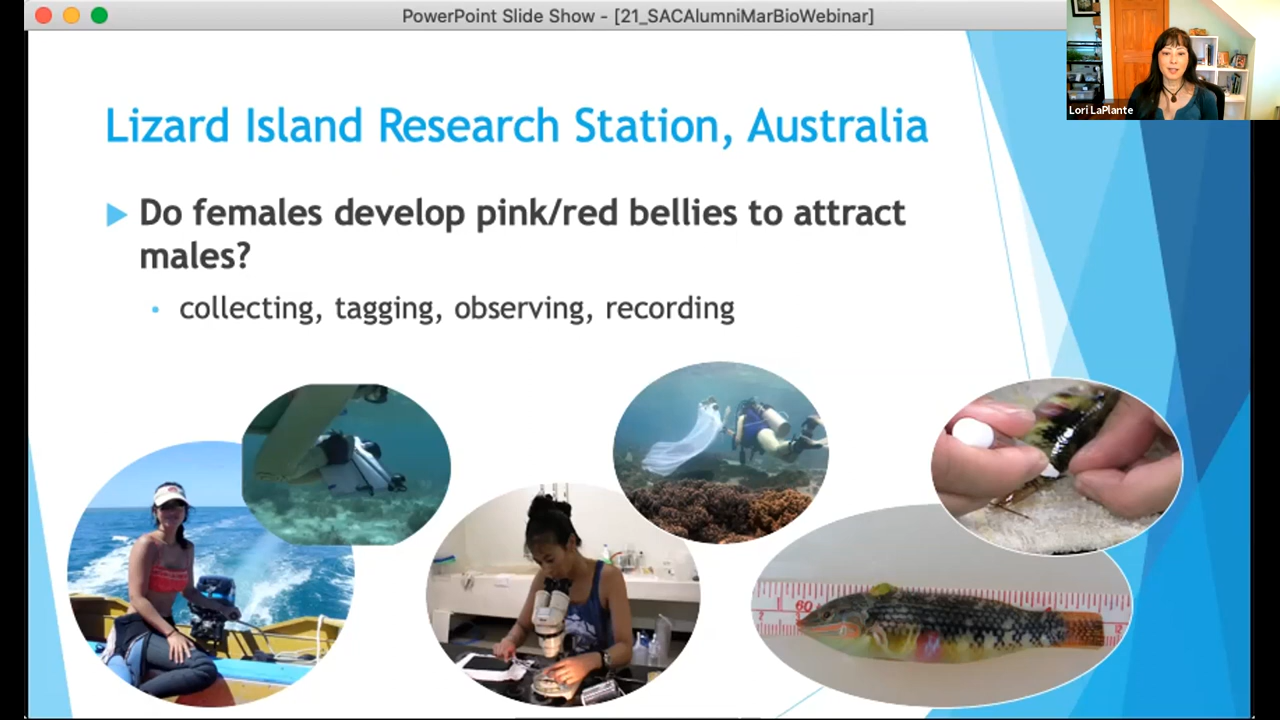 PowerPoint Slide Show - [21_SACAlumniMarBioWebinar]
Lori LaPlante
Lizard Island Research Station, Australia
Do females develop pink/red bellies to attract
males?
collecting, tagging, observing, recording
60